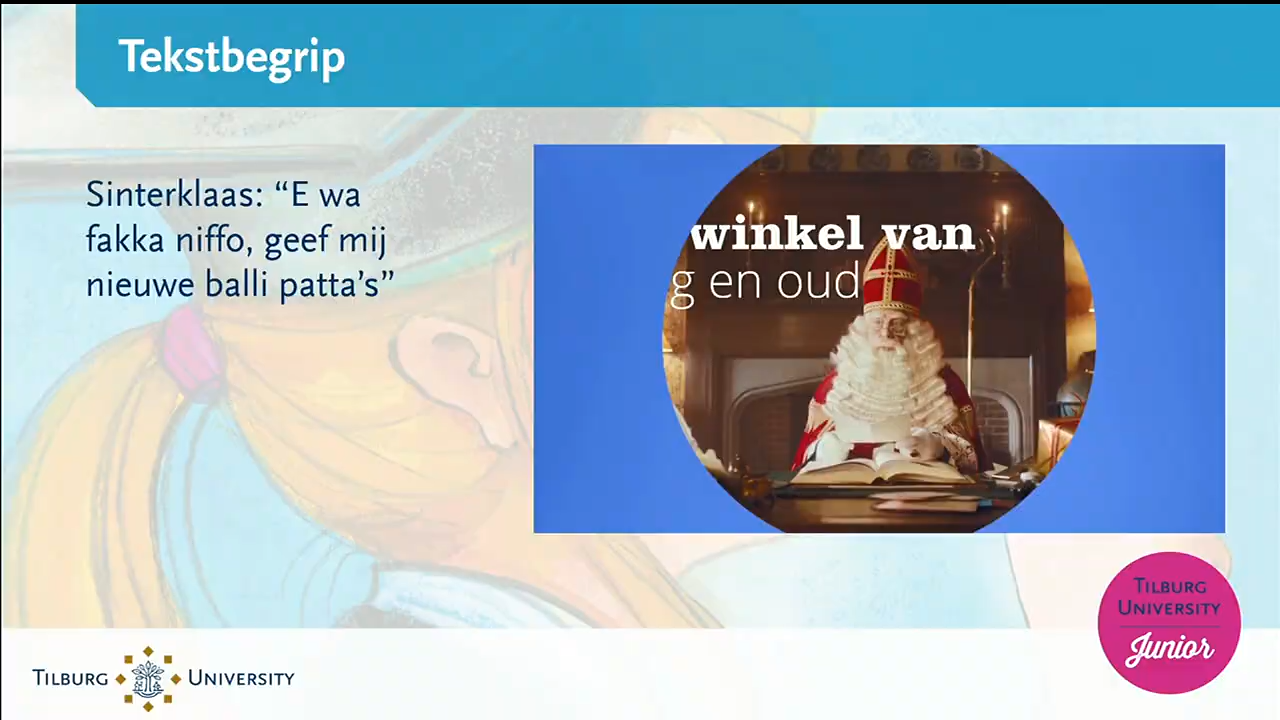 Tekstbegrip
Sinterklaas: “E wa
fakka niffo, geef mij
nieuwe balli patta’s”
winkel van
g en oud
TILBURG
UNIVERSITY
Junior
TILBURG UNIVERSITY